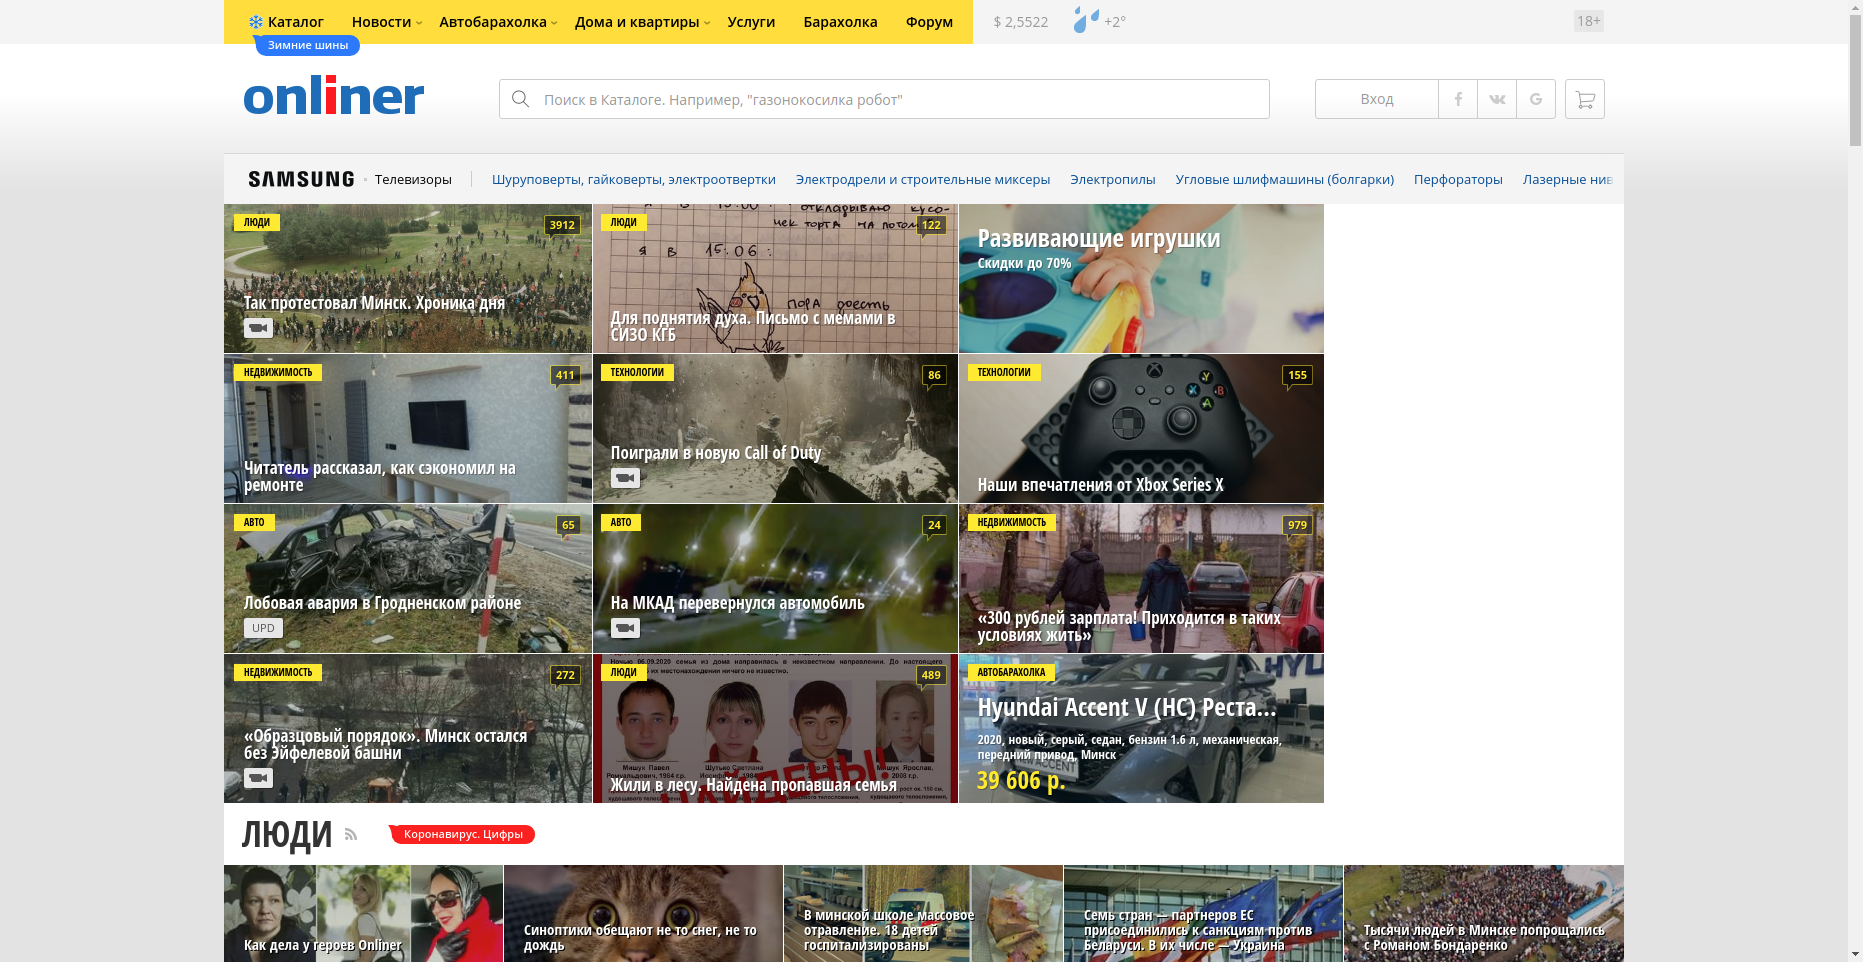 Каталог Новости Автобарахолка Дома и квартиры Услуги Барахолка Форум $ 2,5522 +2° 18+
Зимние шины
onliner
Поиск в Каталоге. Например, "газонокосилка робот"
Вход
SAMSUNG Телевизоры Шуруповерты, гайковерты, электроотвертки Электродрели и строительные миксеры Электропилы Угловые шлифмашины (болгарки) Перфораторы Лазерные нив
ЛЮДИ 3912
Так протестовал Минск. Хроника дня
ЛЮДИ 122
Я В 15:06:
ПОРА ПОЕСТЬ
Для поднятия духа. Письмо с мемами в
СИЗО КГБ
Развивающие игрушки
Скидки до 70%
НЕДВИЖИМОСТЬ 411
Читатель рассказал, как сэкономил на
ремонте
ТЕХНОЛОГИИ 86
Поиграли в новую Call of Duty
ТЕХНОЛОГИИ 155
Наши впечатления от Xbox Series X
АВТО 65
Лобовая авария в Гродненском районе
UPD
АВТО 24
На МКАД перевернулся автомобиль
НЕДВИЖИМОСТЬ 979
«300 рублей зарплата! Приходится в таких
условиях жить»
НЕДВИЖИМОСТЬ 272
«Образцовый порядок». Минск остался
без Эйфелевой башни
ЛЮДИ 489
Жили в лесу. Найдена пропавшая семья
АВТОБАРАХОЛКА
Hyundai Accent V (HC) Реста...
2020, новый, серый, седан, бензин 1.6 л, механическая,
передний привод, Минск
39 606 р.
ЛЮДИ
Коронавирус. Цифры
Как дела у героев Onliner
Синоптики обещают не то снег, не то
дождь
В минской школе массовое
отравление. 18 детей
госпитализированы
Семь стран — партнеров ЕС
присоединились к санкциям против
Беларуси. В их числе — Украина
Тысячи людей в Минске попрощались
с Романом Бондаренко